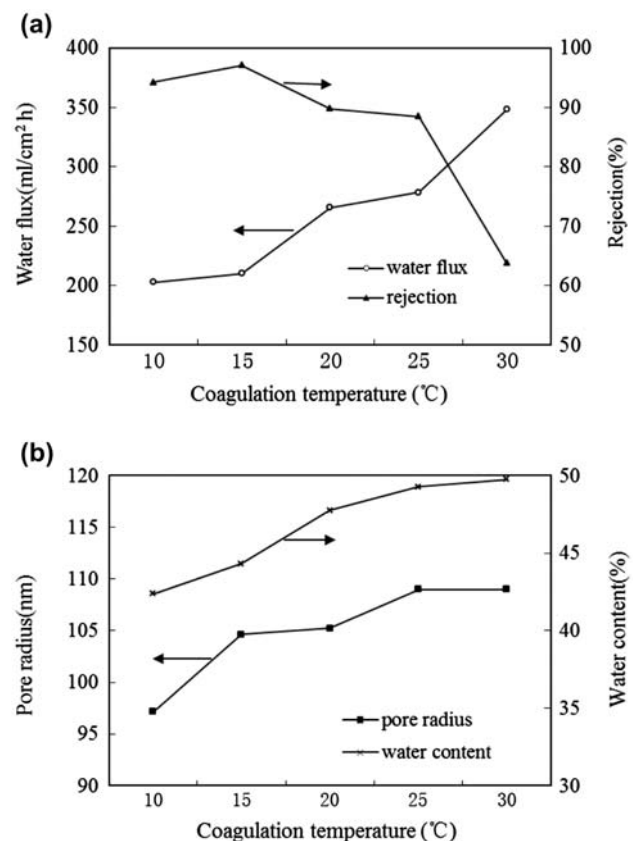 (a)
400
350
300
250
200
150
Water flux(ml/cm² h)
100
90
80
70
60
50
Rejection(%)
water flux
rejection
10 15 20 25 30
Coagulation temperature (℃)
(b)
120
115
110
105
100
95
90
Pore radius(nm)
50
45
40
35
30
Water content(%)
pore radius
water content
10 15 20 25 30
Coagulation temperature (℃)